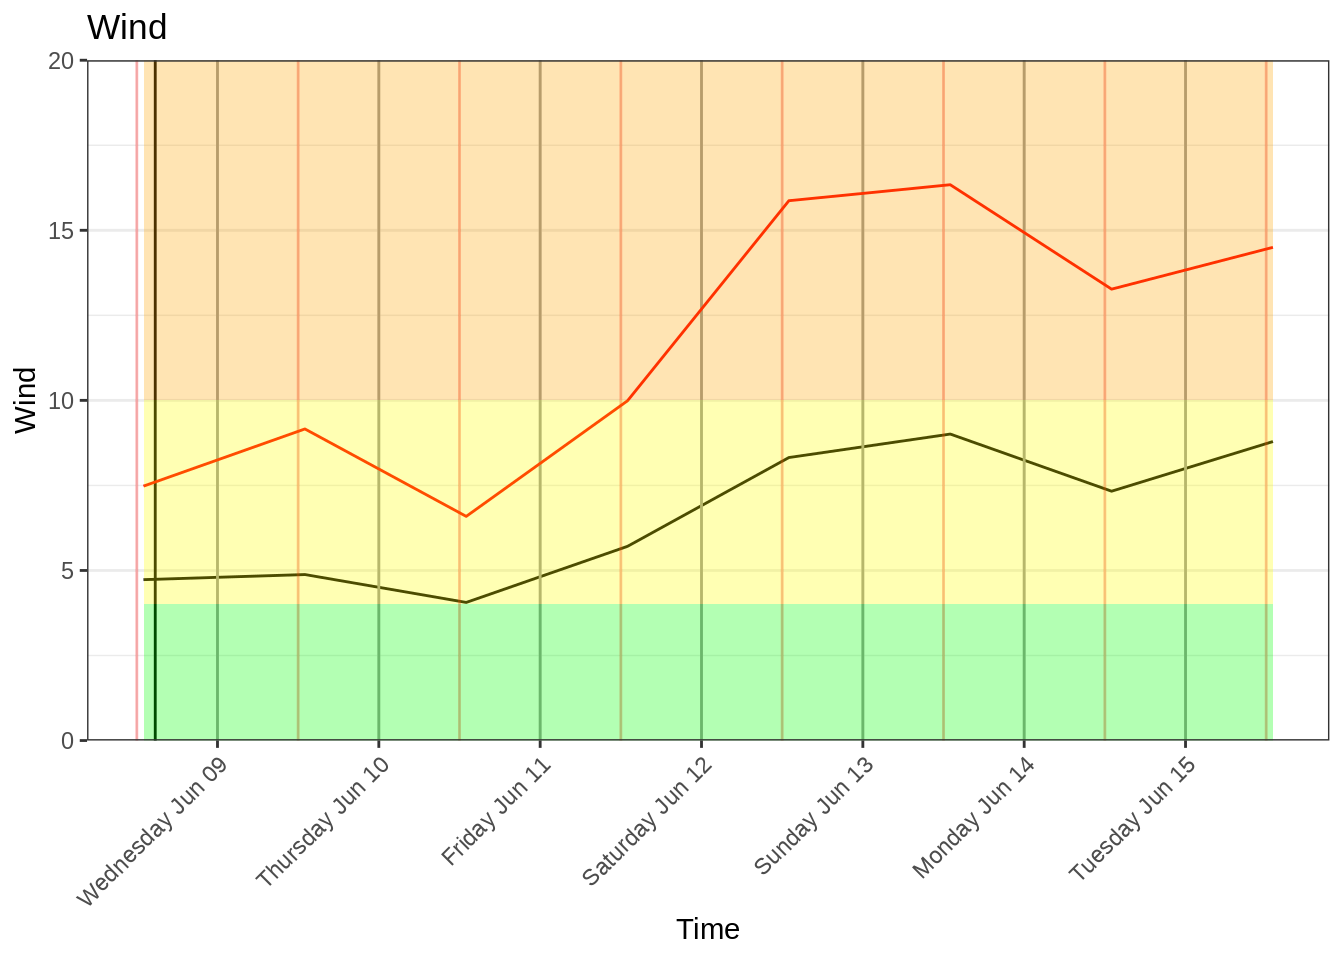 Wind
20
15
10
5
0
Wind
Wednesday Jun 09
Thursday Jun 10
Friday Jun 11
Saturday Jun 12
Sunday Jun 13
Monday Jun 14
Tuesday Jun 15
Time